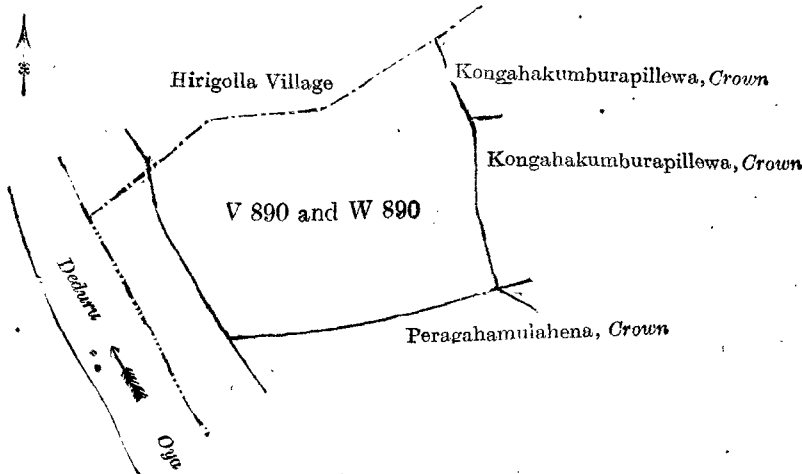 Hirigolla Village
Kongahakumburapillewa, Crown
Kongahakumburapillewa, Crown
V 890 and W 890
Deduru
Oya
Peragahamulahena, Crown